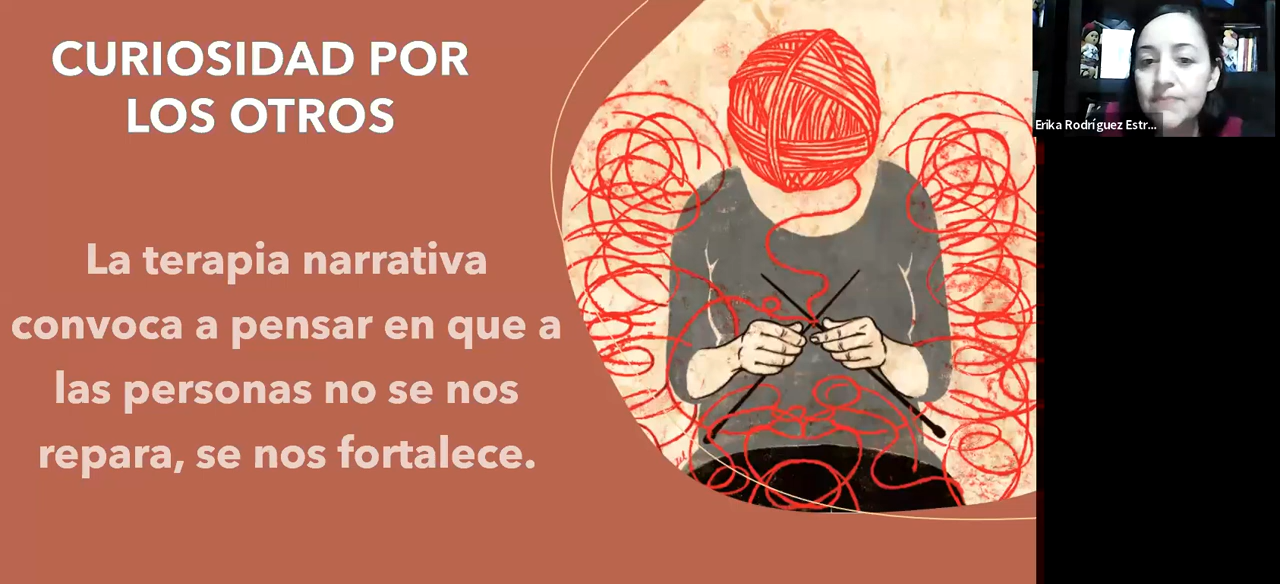 CURIOSIDAD POR
LOS OTROS
La terapia narrativa
convoca a pensar en que a
las personas no se nos
repara, se nos fortalece.
Erika Rodríguez Estr...